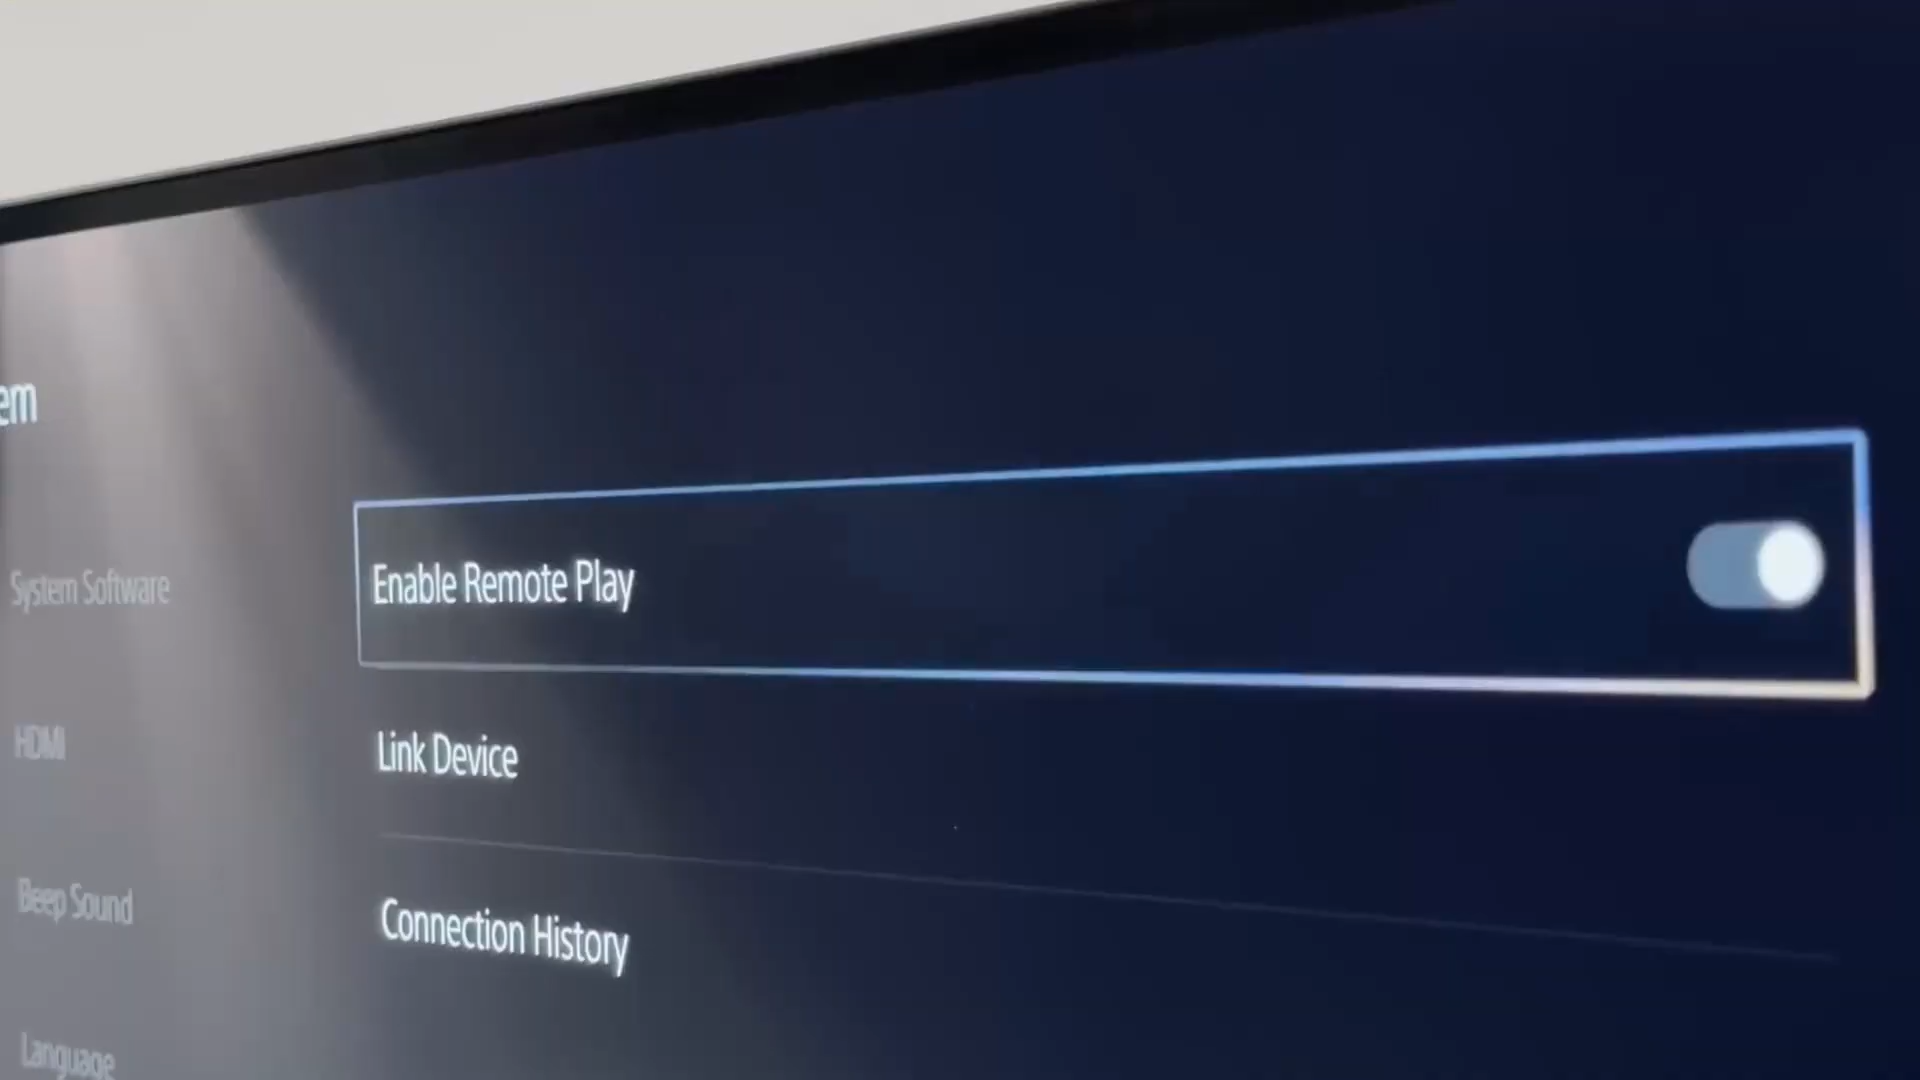 em
System Software
HDMI
Beep Sound
Language
Enable Remote Play
Link Device
Connection History